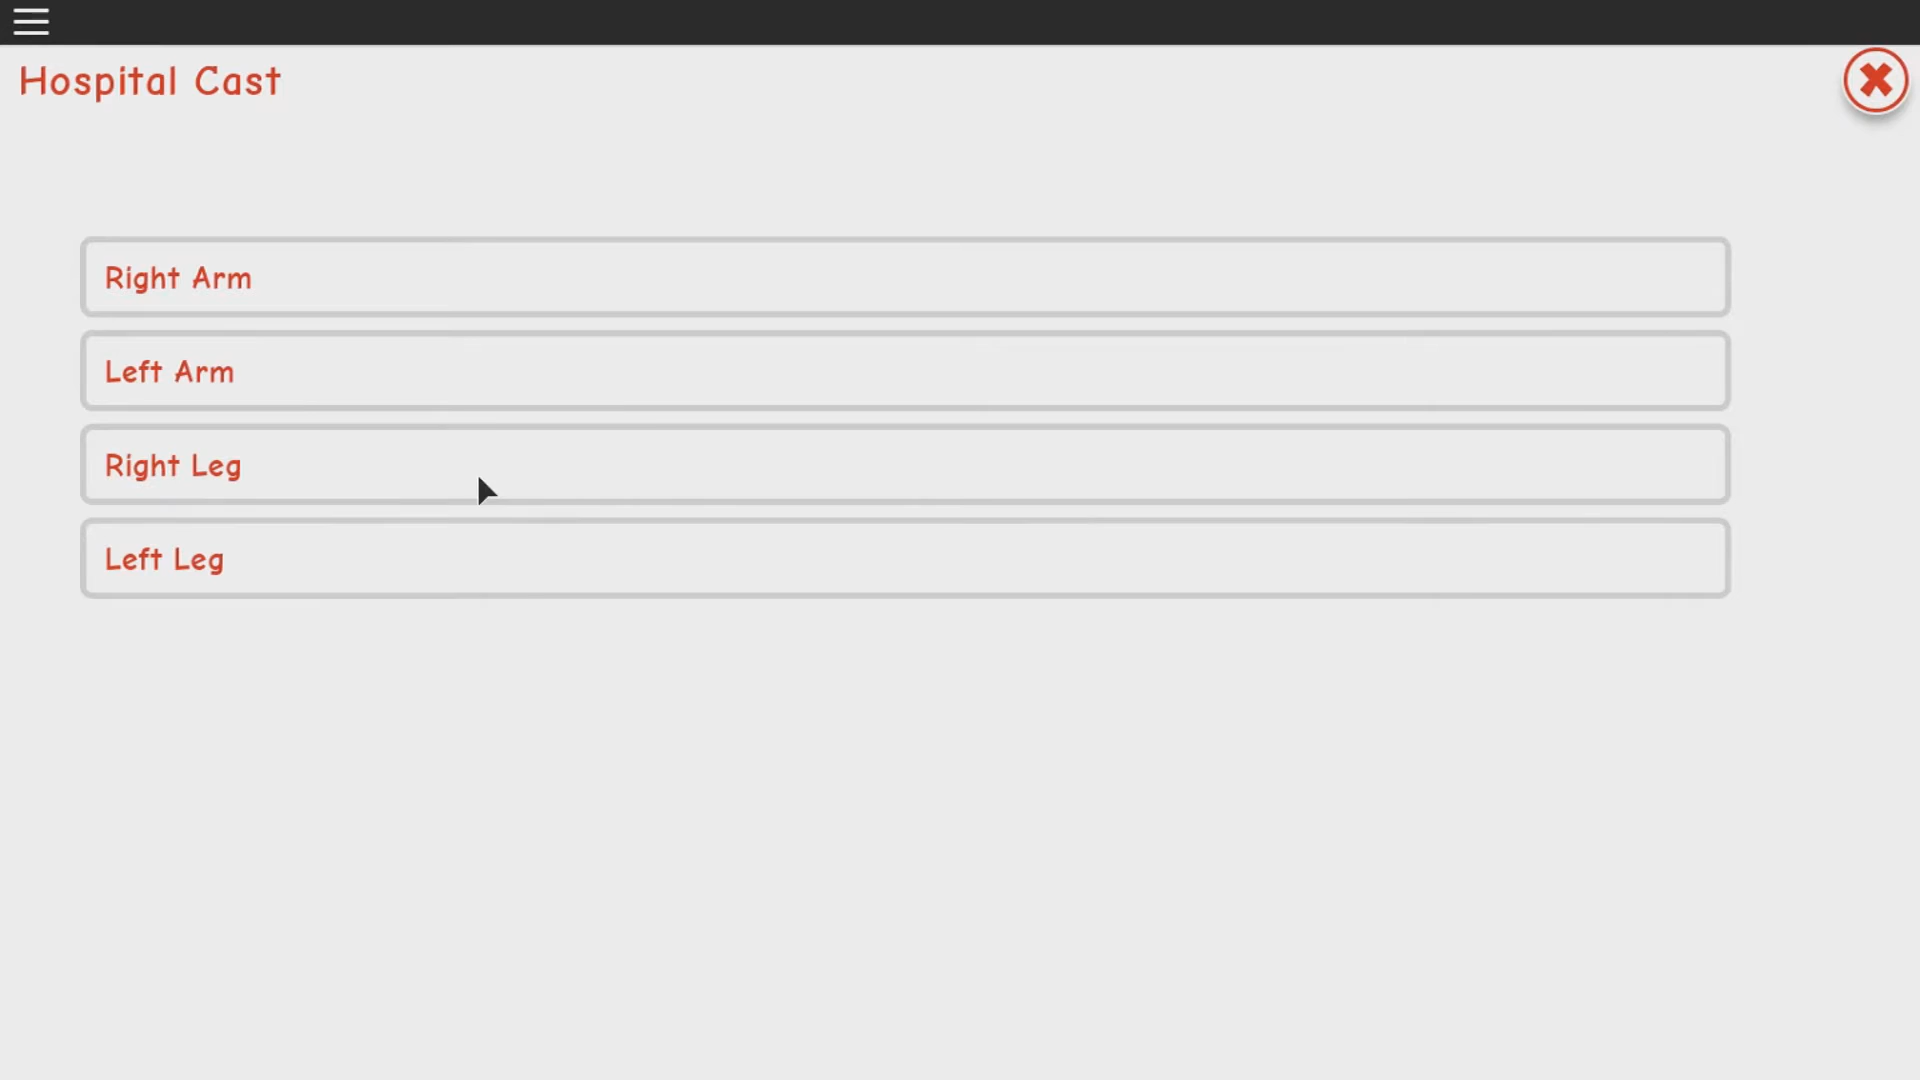 Hospital Cast
Right Arm
Left Arm
Right Leg
Left Leg